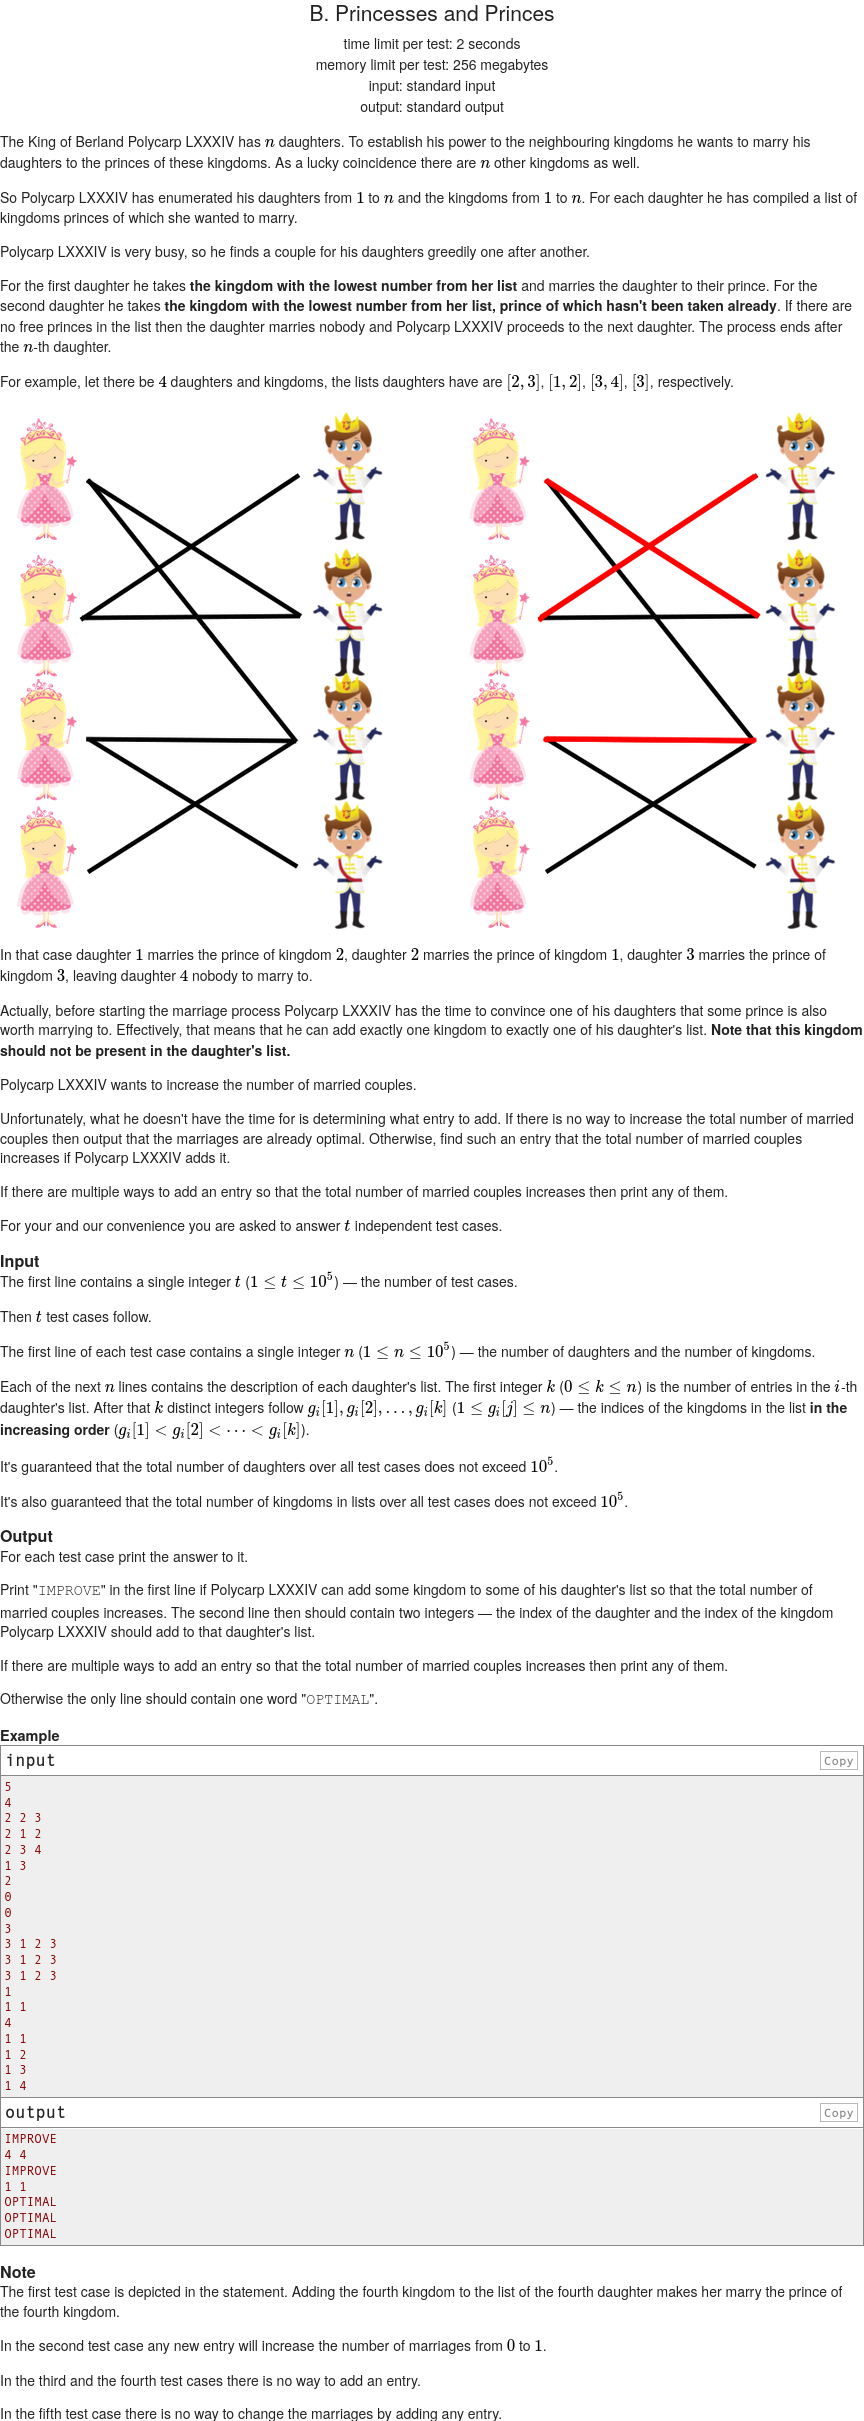 B. Princesses and Princes
time limit per test: 2 seconds
memory limit per test: 256 megabytes
input: standard input
output: standard output
The King of Berland Polycarp LXXXIV has n daughters. To establish his power to the neighbouring kingdoms he wants to marry his
daughters to the princes of these kingdoms. As a lucky coincidence there are n other kingdoms as well.
So Polycarp LXXXIV has enumerated his daughters from 1 to n and the kingdoms from 1 to n. For each daughter he has compiled a list of
kingdoms princes of which she wanted to marry.
Polycarp LXXXIV is very busy, so he finds a couple for his daughters greedily one after another.
For the first daughter he takes the kingdom with the lowest number from her list and marries the daughter to their prince. For the
second daughter he takes the kingdom with the lowest number from her list, prince of which hasn't been taken already. If there are
no free princes in the list then the daughter marries nobody and Polycarp LXXXIV proceeds to the next daughter. The process ends after
the n-th daughter.
For example, let there be 4 daughters and kingdoms, the lists daughters have are [2, 3], [1, 2], [3, 4], [3], respectively.
In that case daughter 1 marries the prince of kingdom 2, daughter 2 marries the prince of kingdom 1, daughter 3 marries the prince of
kingdom 3, leaving daughter 4 nobody to marry to.
Actually, before starting the marriage process Polycarp LXXXIV has the time to convince one of his daughters that some prince is also
worth marrying to. Effectively, that means that he can add exactly one kingdom to exactly one of his daughter's list. Note that this kingdom
should not be present in the daughter's list.
Polycarp LXXXIV wants to increase the number of married couples.
Unfortunately, what he doesn't have the time for is determining what entry to add. If there is no way to increase the total number of married
couples then output that the marriages are already optimal. Otherwise, find such an entry that the total number of married couples
increases if Polycarp LXXXIV adds it.
If there are multiple ways to add an entry so that the total number of married couples increases then print any of them.
For your and our convenience you are asked to answer t independent test cases.
Input
The first line contains a single integer t (1 ≤ t ≤ 10⁵) — the number of test cases.
Then t test cases follow.
The first line of each test case contains a single integer n (1 ≤ n ≤ 10⁵) — the number of daughters and the number of kingdoms.
Each of the next n lines contains the description of each daughter's list. The first integer k (0 ≤ k ≤ n) is the number of entries in the i-th
daughter's list. After that k distinct integers follow gᵢ[1], gᵢ[2], …, gᵢ[k] (1 ≤ gᵢ[j] ≤ n) — the indices of the kingdoms in the list in the
increasing order (gᵢ[1] < gᵢ[2] < ⋯ < gᵢ[k]).
It's guaranteed that the total number of daughters over all test cases does not exceed 10⁵.
It's also guaranteed that the total number of kingdoms in lists over all test cases does not exceed 10⁵.
Output
For each test case print the answer to it.
Print "IMPROVE" in the first line if Polycarp LXXXIV can add some kingdom to some of his daughter's list so that the total number of
married couples increases. The second line then should contain two integers — the index of the daughter and the index of the kingdom
Polycarp LXXXIV should add to that daughter's list.
If there are multiple ways to add an entry so that the total number of married couples increases then print any of them.
Otherwise the only line should contain one word "OPTIMAL".
Example
input Copy
5
4
2 2 3
2 1 2
2 3 4
1 3
2
0
0
3
3 1 2 3
3 1 2 3
3 1 2 3
1
1 1
4
1 1
1 2
1 3
1 4
output Copy
IMPROVE
4 4
IMPROVE
1 1
OPTIMAL
OPTIMAL
OPTIMAL
Note
The first test case is depicted in the statement. Adding the fourth kingdom to the list of the fourth daughter makes her marry the prince of
the fourth kingdom.
In the second test case any new entry will increase the number of marriages from 0 to 1.
In the third and the fourth test cases there is no way to add an entry.
In the fifth test case there is no way to change the marriages by adding any entry.